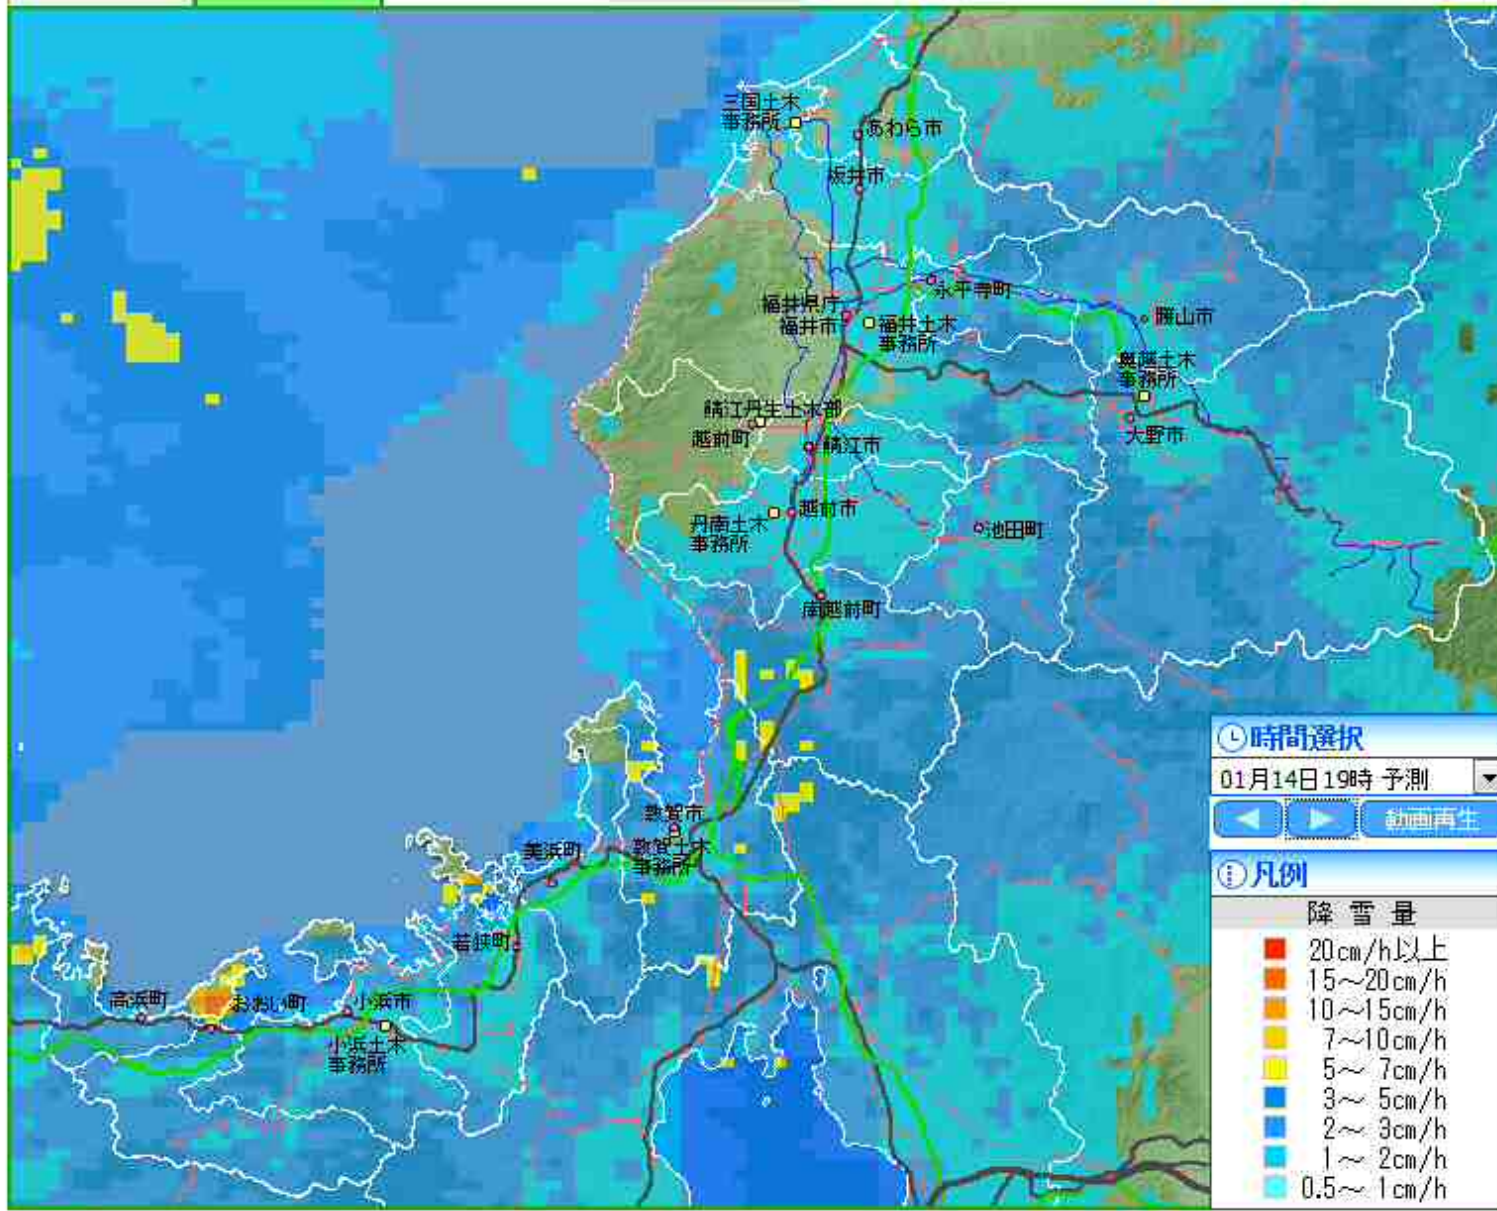 三国土木
事務所
あわら市
坂井市
永平寺町
福井県庁
福井市
福井土木
事務所
勝山市
奥越土木
事務所
鯖江丹生土木部
越前町
鯖江市
大野市
越前市
丹南土木
事務所
池田町
南越前町
敦賀市
敦賀土木
事務所
美浜町
若狭町
高浜町
おおい町
小浜市
小浜土木
事務所
時間選択
01月14日19時 予測
動画再生
凡例
降 雪 量
20cm/h以上
15～20cm/h
10～15cm/h
7～10cm/h
5～ 7cm/h
3～ 5cm/h
2～ 3cm/h
1～ 2cm/h
0.5～ 1cm/h